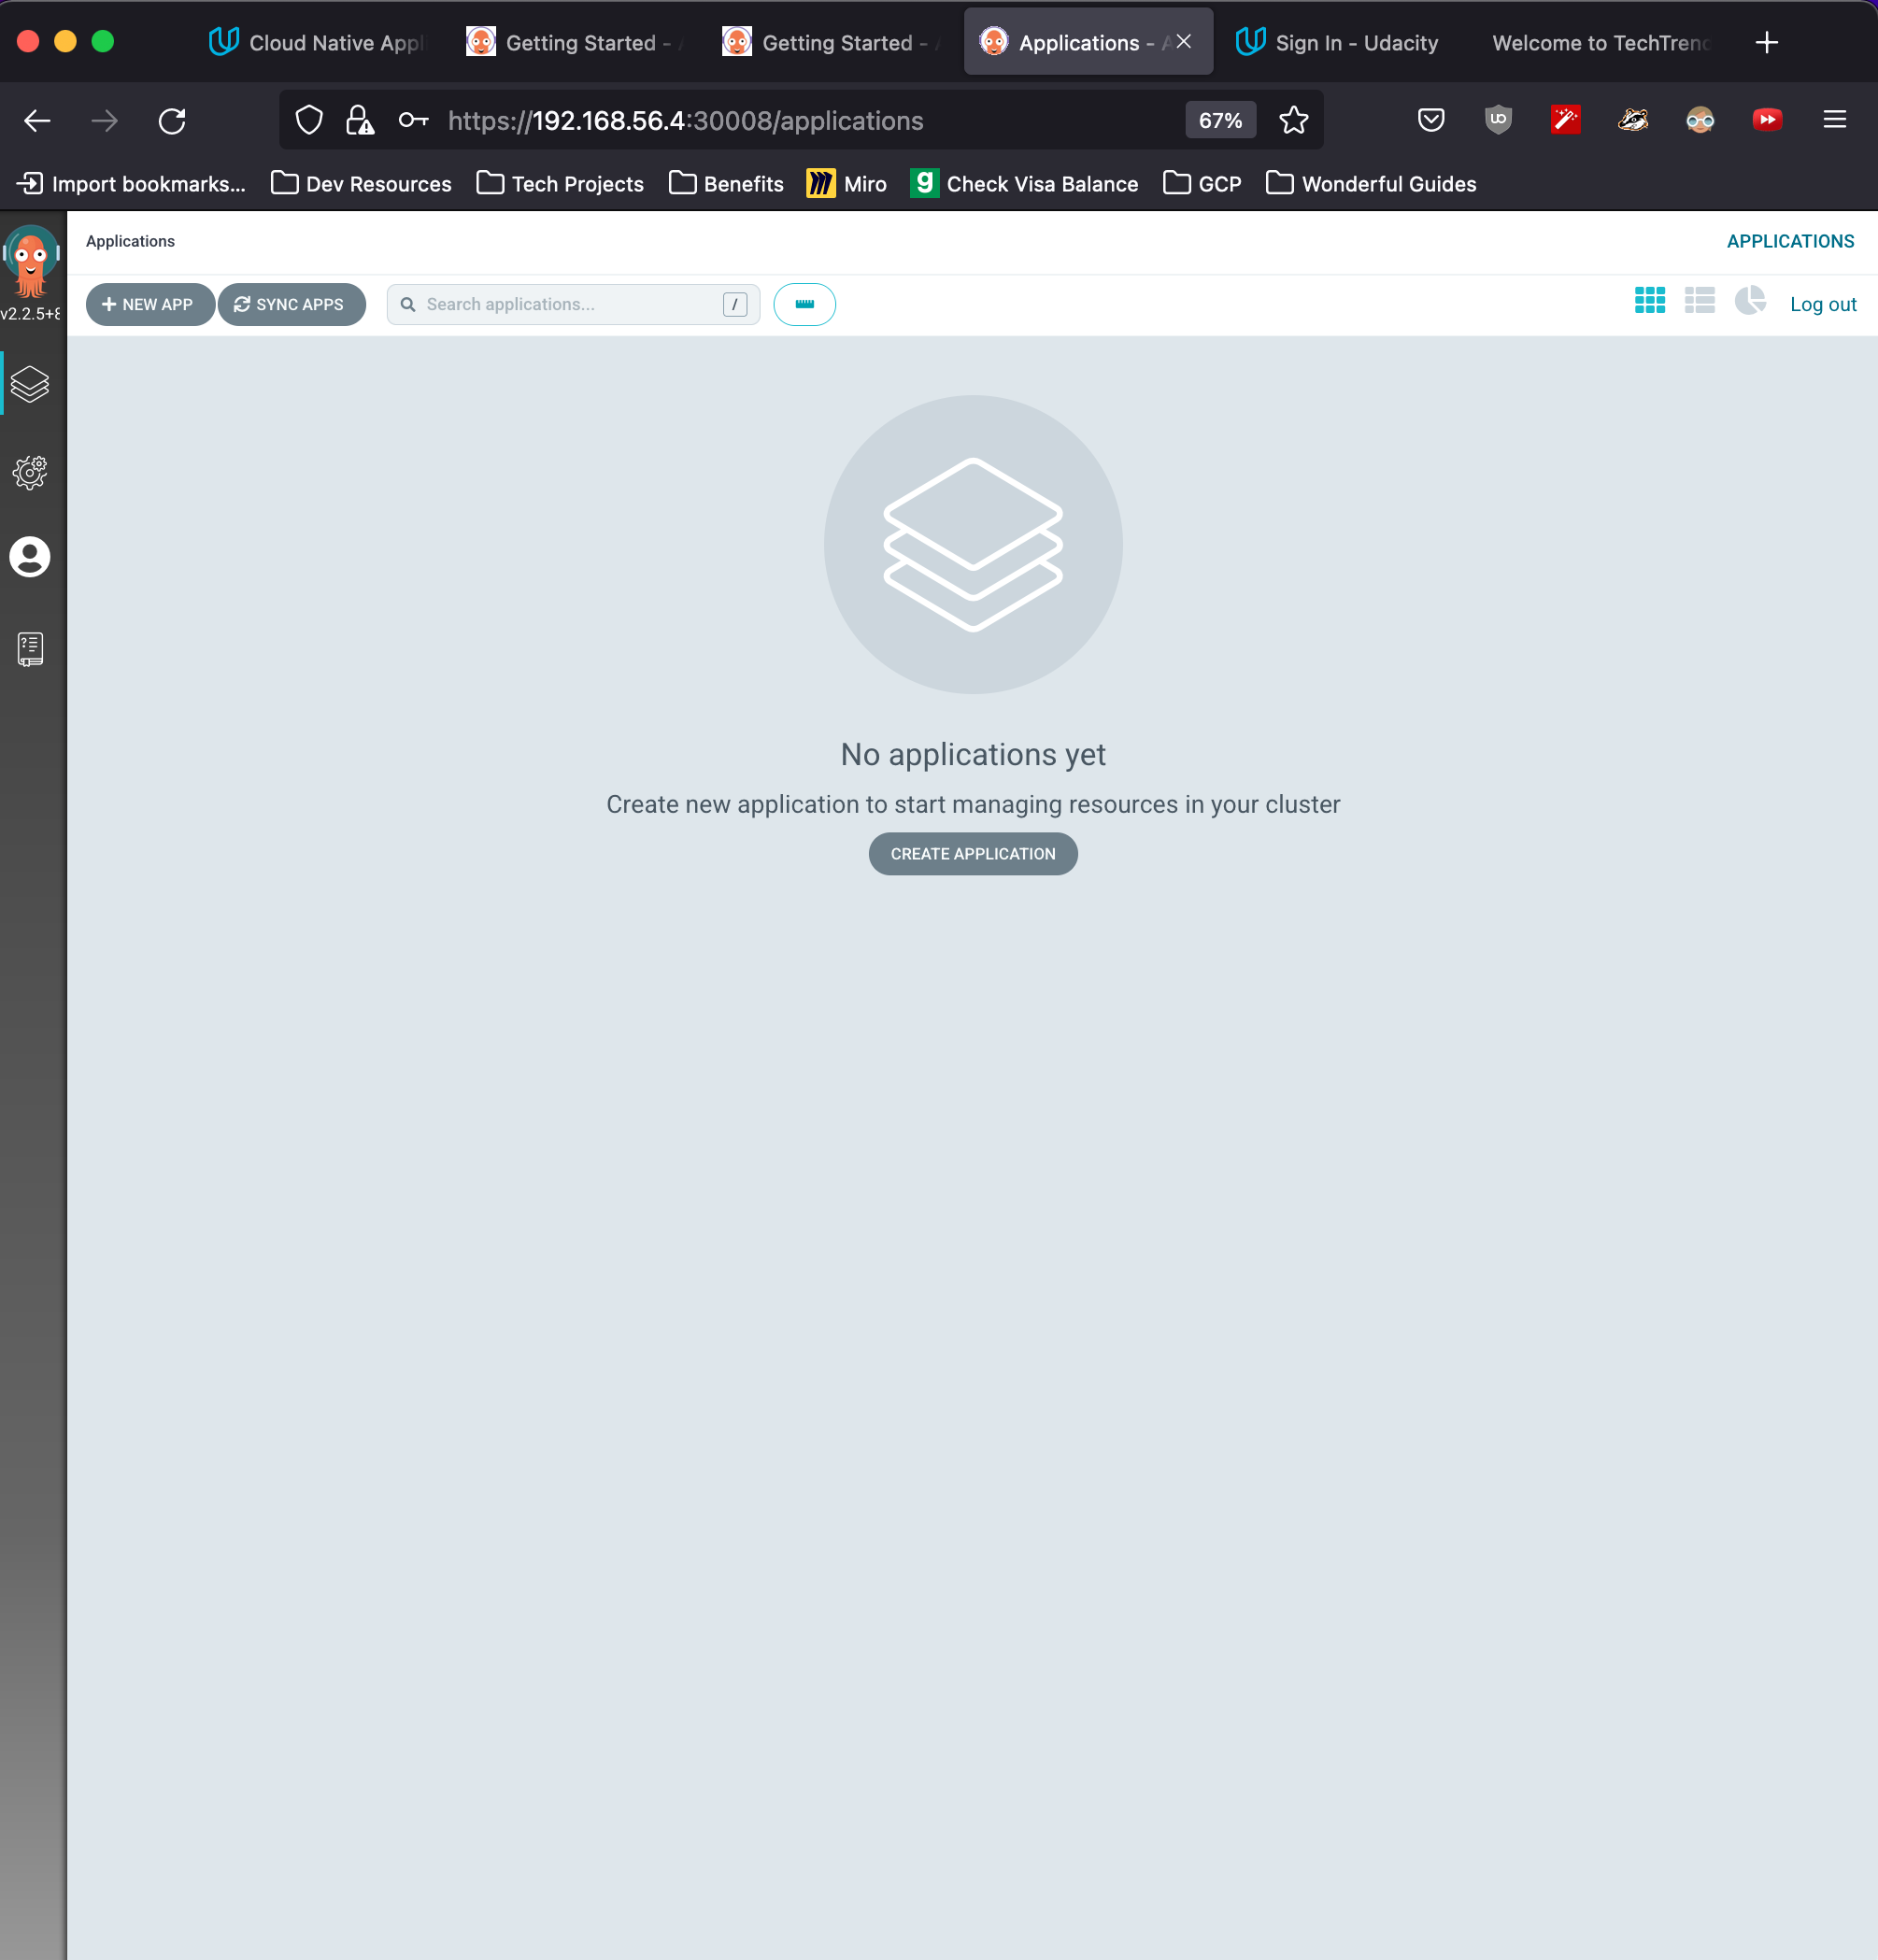 Cloud Native Appl
Getting Started -
Getting Started -
Applications - A
Sign In - Udacity
Welcome to TechTrend
https://192.168.56.4:30008/applications
67%
Import bookmarks...
Dev Resources
Tech Projects
Benefits
Miro
Check Visa Balance
GCP
Wonderful Guides
Applications
APPLICATIONS
v2.2.5+8
NEW APP
SYNC APPS
Search applications...
/
Log out
No applications yet
Create new application to start managing resources in your cluster
CREATE APPLICATION